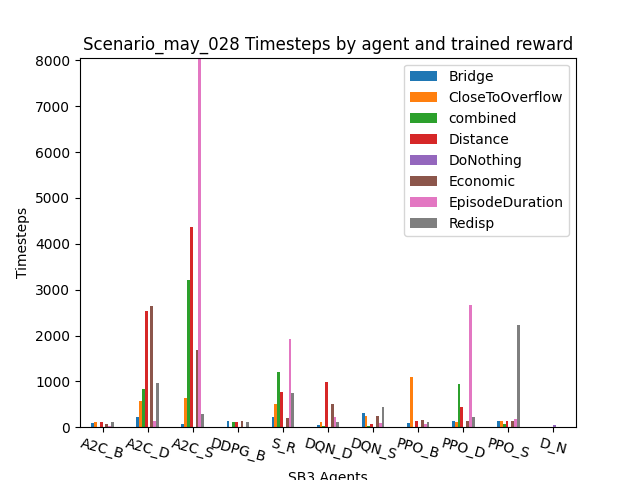 Scenario_may_028 Timesteps by agent and trained reward
8000
7000
6000
5000
4000
3000
2000
1000
0
Timesteps
Bridge
CloseToOverflow
combined
Distance
DoNothing
Economic
EpisodeDuration
Redisp
A2C_B
A2C_D
A2C_S
DDPG_B
S_R
DQN_D
DQN_S
PPO_B
PPO_D
PPO_S
D_N
SB3 Agents